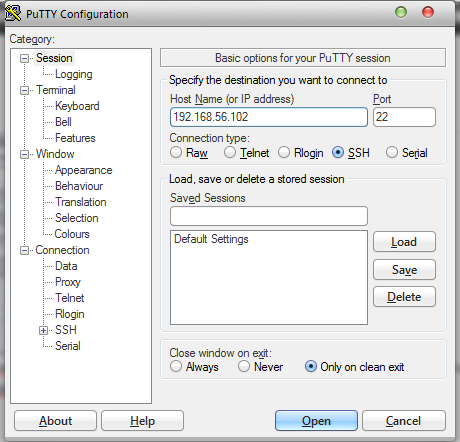 PuTTY Configuration
Category:
Session
Logging
Terminal
Keyboard
Bell
Features
Window
Appearance
Behaviour
Translation
Selection
Colours
Connection
Data
Proxy
Telnet
Rlogin
SSH
Serial
Basic options for your PuTTY session
Specify the destination you want to connect to
Host Name (or IP address) Port
192.168.56.102 22
Connection type:
Raw Telnet Rlogin SSH Serial
Load, save or delete a stored session
Saved Sessions
Default Settings
Load
Save
Delete
Close window on exit:
Always Never Only on clean exit
About Help Open Cancel